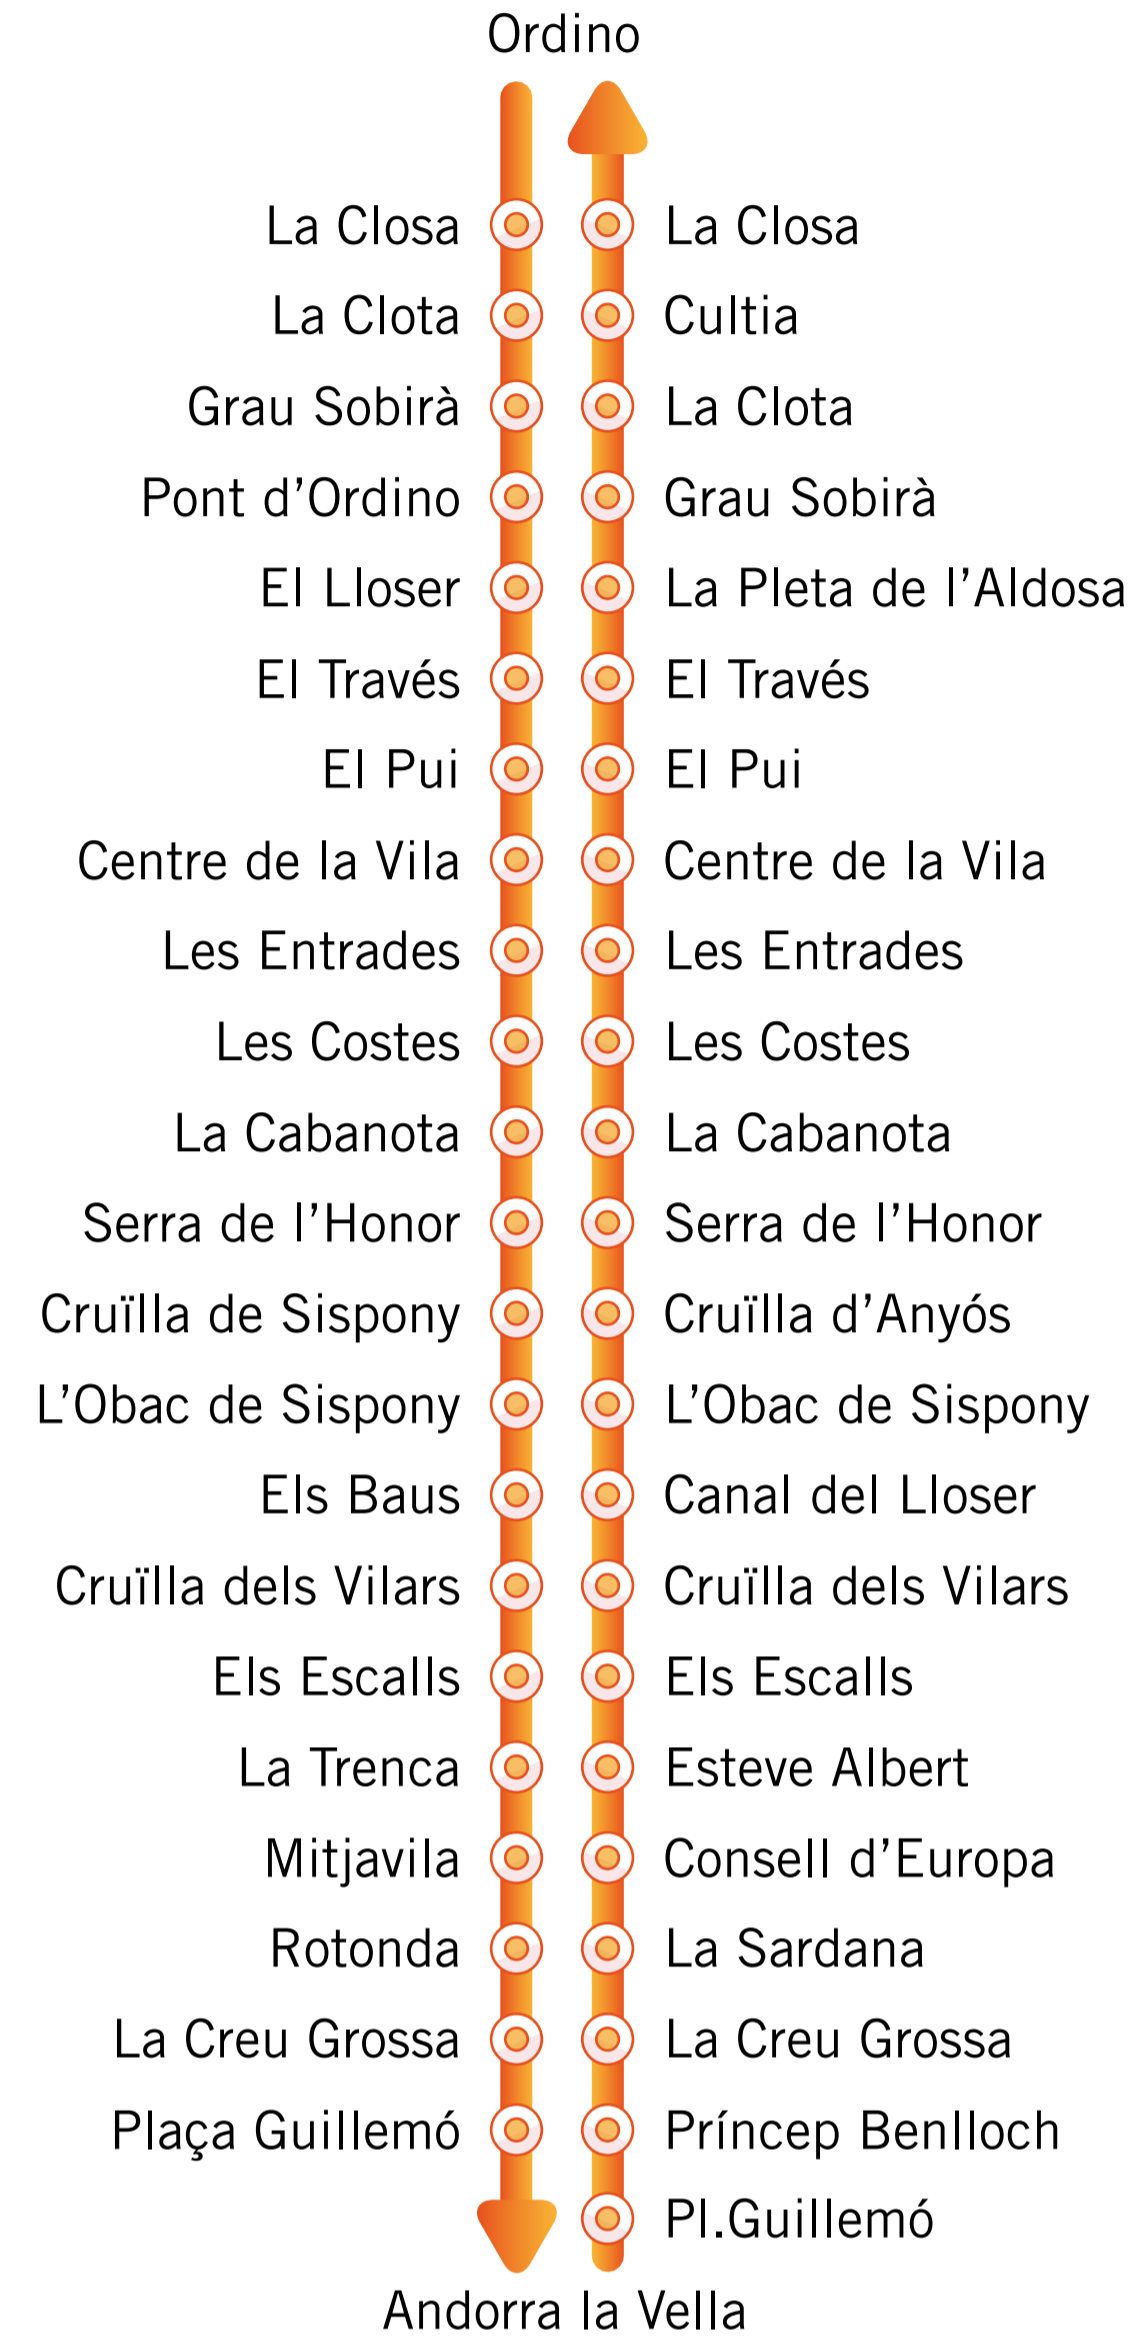 Ordino
La Closa
La Clota
Grau Sobirà
Pont d’Ordino
El Lloser
El Través
El Pui
Centre de la Vila
Les Entrades
Les Costes
La Cabanota
Serra de l’Honor
Cruïlla de Sispony
L’Obac de Sispony
Els Baus
Cruïlla dels Vilars
Els Escalls
La Trenca
Mitjavila
Rotonda
La Creu Grossa
Plaça Guillemó
La Closa
Cultia
La Clota
Grau Sobirà
La Pleta de l’Aldosa
El Través
El Pui
Centre de la Vila
Les Entrades
Les Costes
La Cabanota
Serra de l’Honor
Cruïlla d’Anyós
L’Obac de Sispony
Canal del Lloser
Cruïlla dels Vilars
Els Escalls
Esteve Albert
Consell d’Europa
La Sardana
La Creu Grossa
Príncep Benlloch
Pl.Guillemó
Andorra la Vella